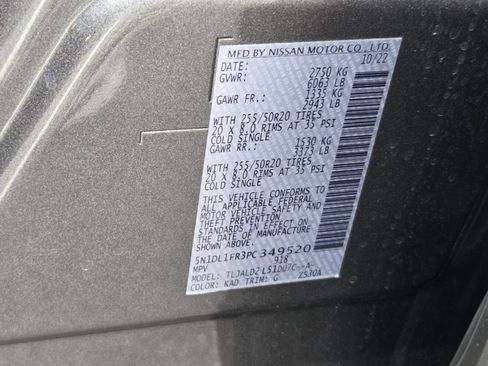 MFD BY NISSAN MOTOR CO., LTD.
DATE: 10/22
GVWR: 2750 KG
6063 LB
GAWR FR.: 1335 KG
2943 LB
WITH 255/50R20 TIRES
20 X 8.0 RIMS AT 35 PSI
COLD SINGLE
GAWR RR.: 1530 KG
3373 LB
WITH 255/50R20 TIRES
20 X 8.0 RIMS AT 35 PSI
COLD SINGLE
THIS VEHICLE CONFORMS TO
ALL APPLICABLE FEDERAL
MOTOR VEHICLE SAFETY AND
THEFT PREVENTION
STANDARDS IN EFFECT ON
THE DATE OF MANUFACTURE
SHOWN ABOVE.
5N1DL1FR3PC349520
MPV 918
MODEL: TLJALD2 L51DU7C--A-
COLOR: KAD TRIM: G ZS30A